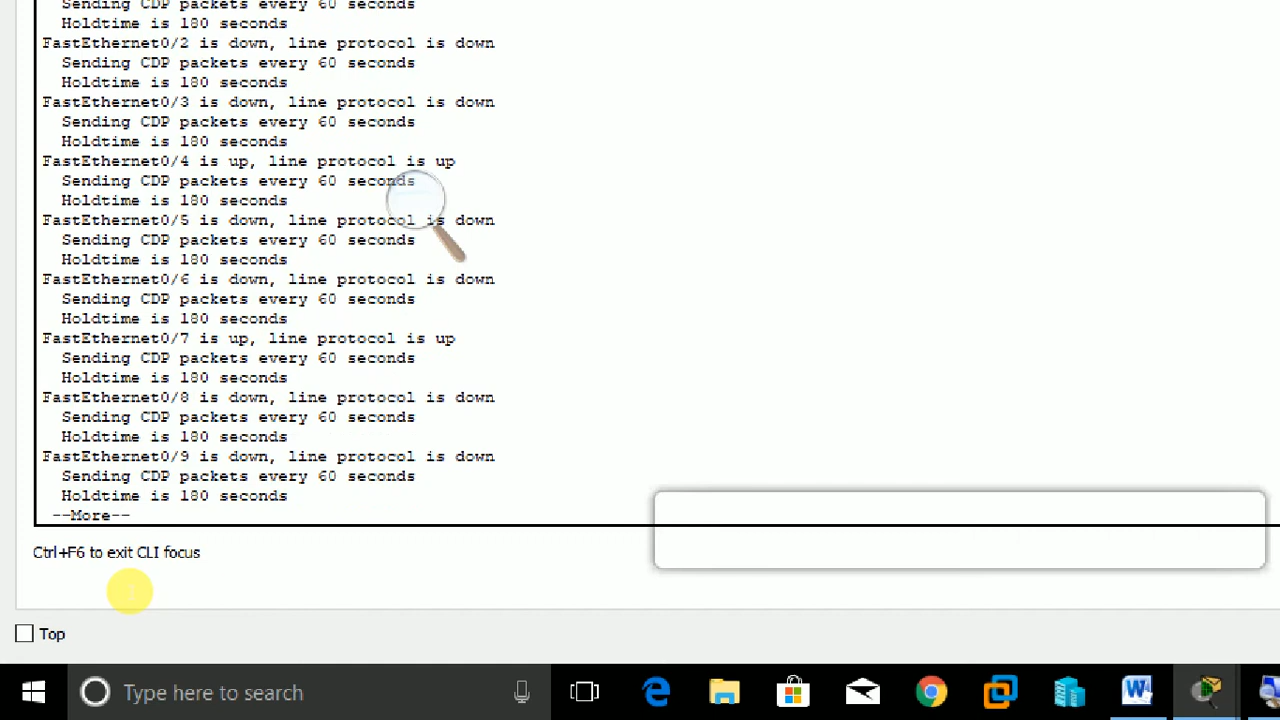 Sending CDP packets every 60 seconds
Holdtime is 180 seconds
FastEthernet0/2 is down, line protocol is down
Sending CDP packets every 60 seconds
Holdtime is 180 seconds
FastEthernet0/3 is down, line protocol is down
Sending CDP packets every 60 seconds
Holdtime is 180 seconds
FastEthernet0/4 is up, line protocol is up
Sending CDP packets every 60 seconds
Holdtime is 180 seconds
FastEthernet0/5 is down, line protocol is down
Sending CDP packets every 60 seconds
Holdtime is 180 seconds
FastEthernet0/6 is down, line protocol is down
Sending CDP packets every 60 seconds
Holdtime is 180 seconds
FastEthernet0/7 is up, line protocol is up
Sending CDP packets every 60 seconds
Holdtime is 180 seconds
FastEthernet0/8 is down, line protocol is down
Sending CDP packets every 60 seconds
Holdtime is 180 seconds
FastEthernet0/9 is down, line protocol is down
Sending CDP packets every 60 seconds
Holdtime is 180 seconds
--More--
Ctrl+F6 to exit CLI focus
Top
Type here to search